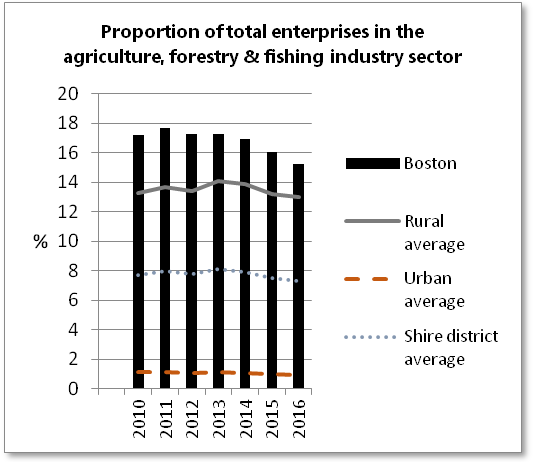 Proportion of total enterprises in the
agriculture, forestry & fishing industry sector
20
18
16
14
12
% 10
8
6
4
2
0
2010 2011 2012 2013 2014 2015 2016
Boston
Rural
average
Urban
average
Shire district
average